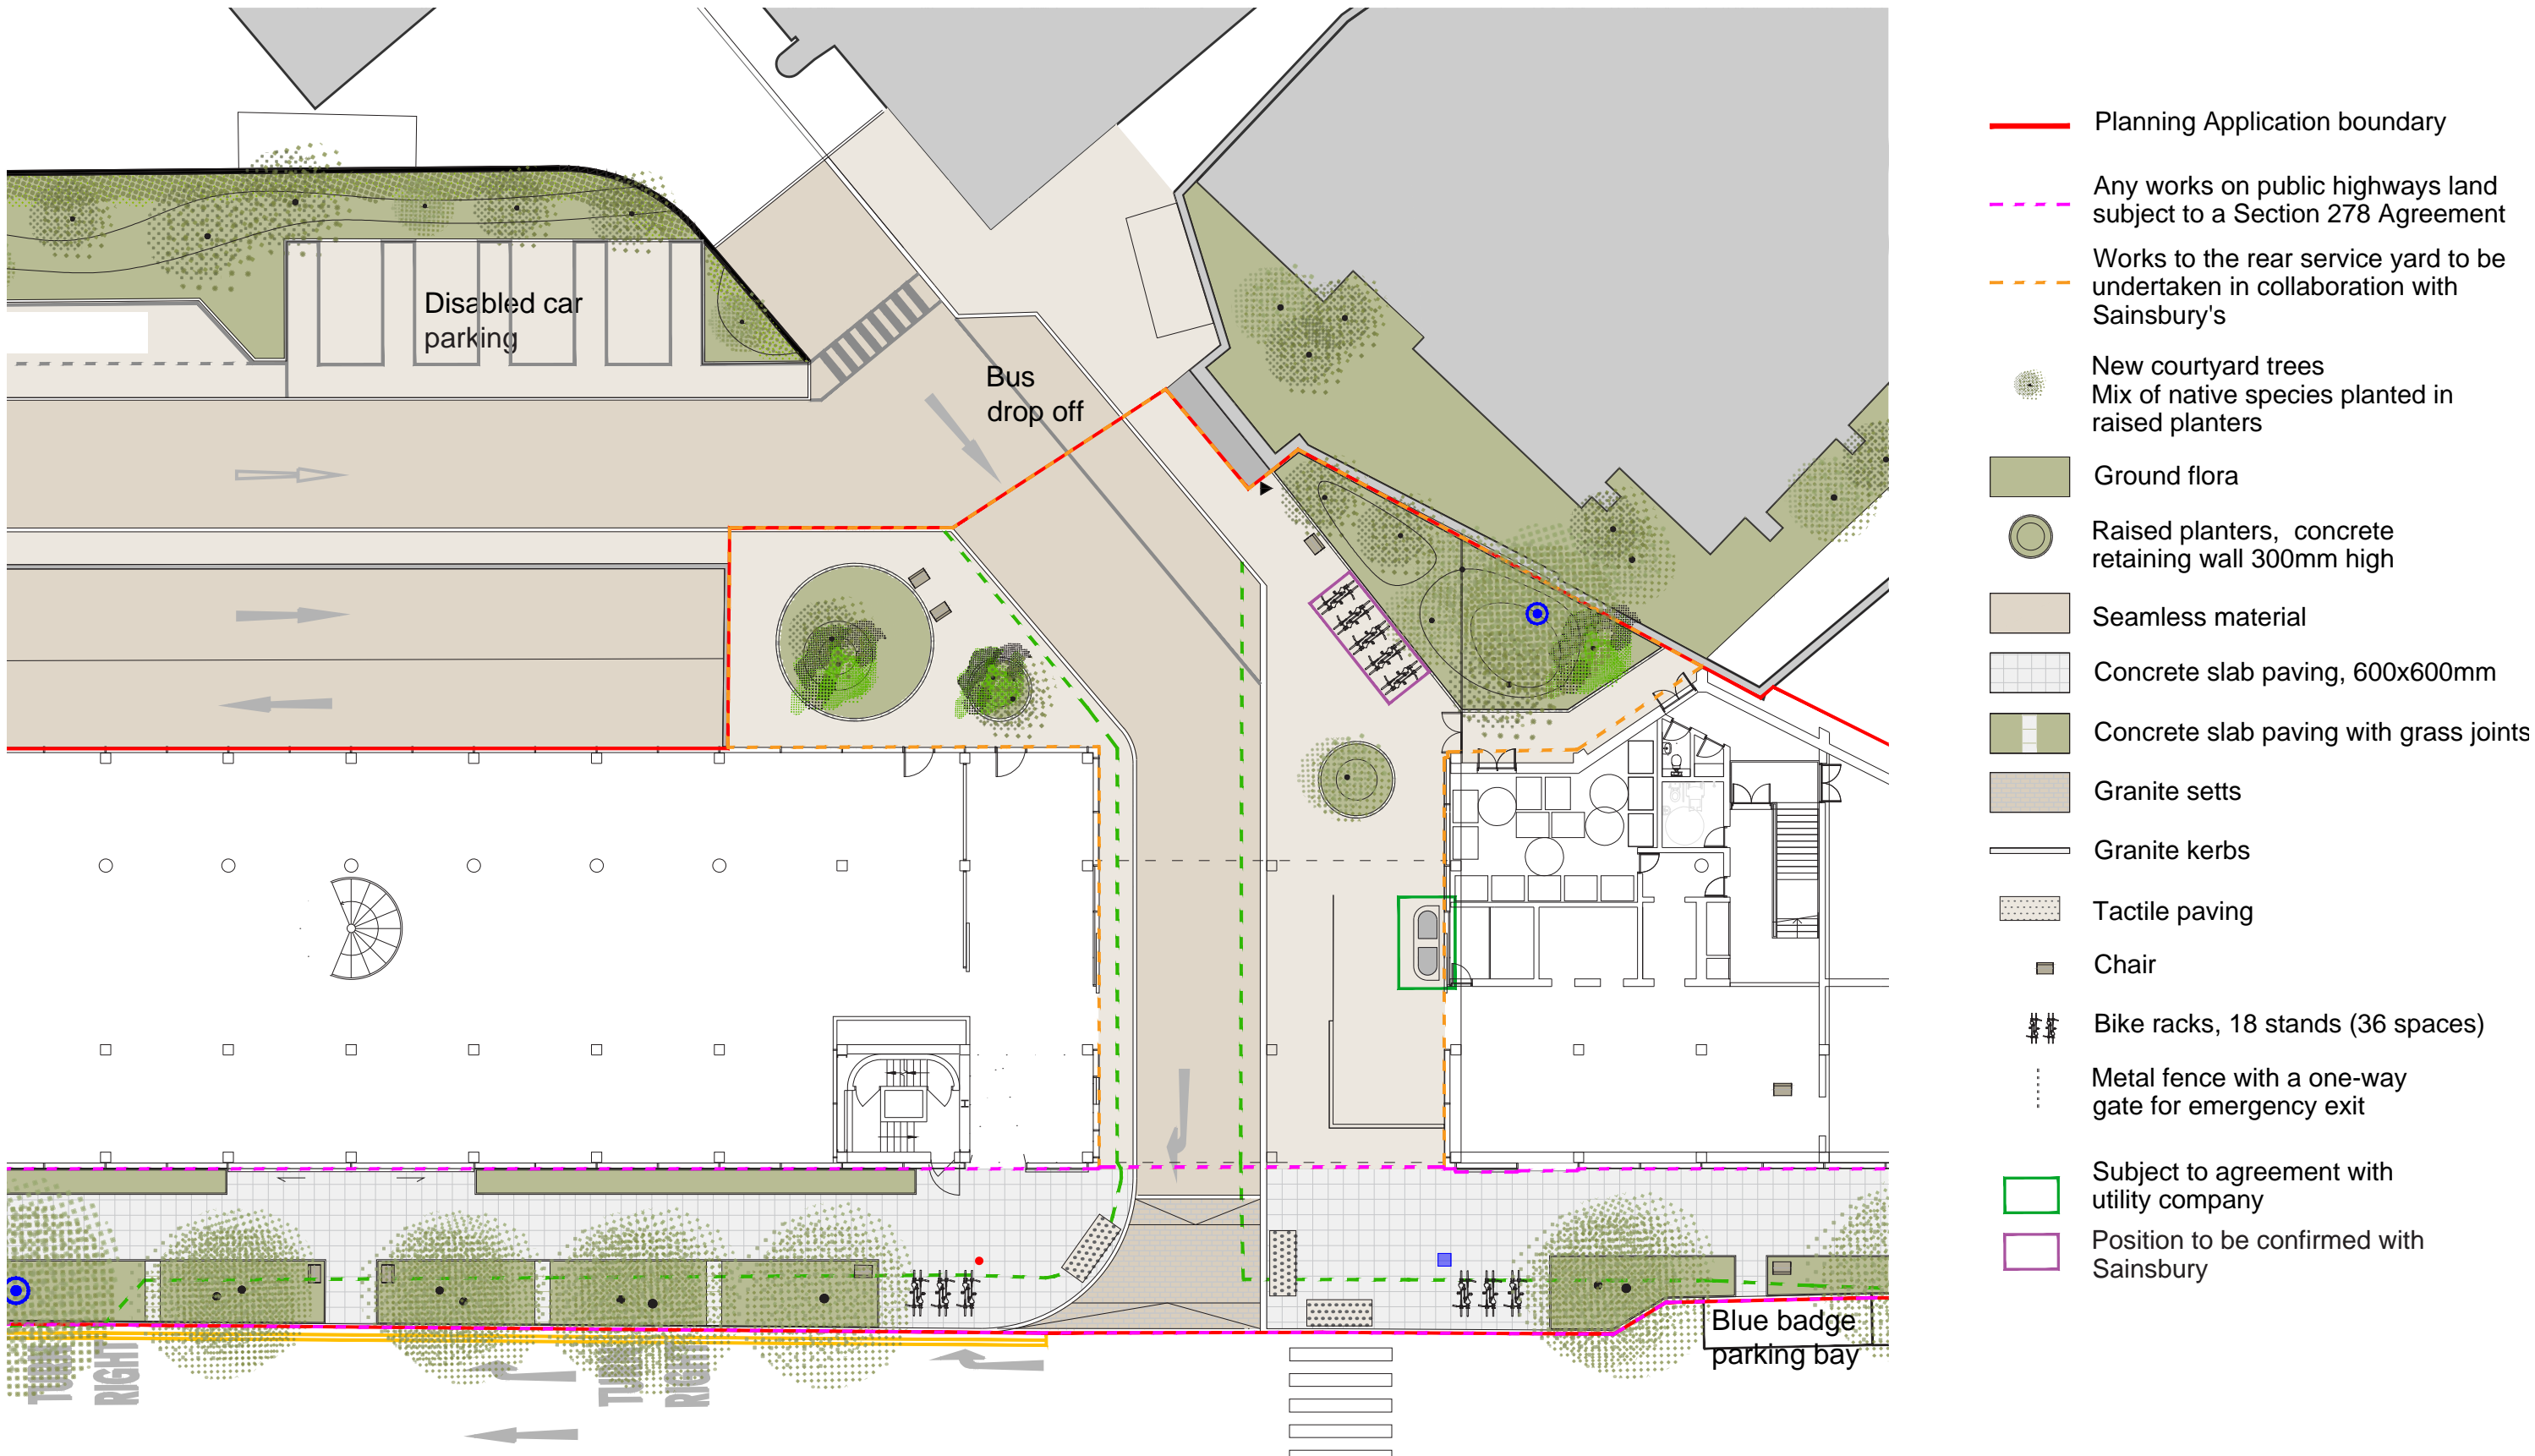 Disabled car
parking
Bus
drop off
Blue badge
parking bay
TURN
RIGHT
TURN
RIGHT
Planning Application boundary
Any works on public highways land
subject to a Section 278 Agreement
Works to the rear service yard to be
undertaken in collaboration with
Sainsbury's
New courtyard trees
Mix of native species planted in
raised planters
Ground flora
Raised planters, concrete
retaining wall 300mm high
Seamless material
Concrete slab paving, 600x600mm
Concrete slab paving with grass joints
Granite setts
Granite kerbs
Tactile paving
Chair
Bike racks, 18 stands (36 spaces)
Metal fence with a one-way
gate for emergency exit
Subject to agreement with
utility company
Position to be confirmed with
Sainsbury